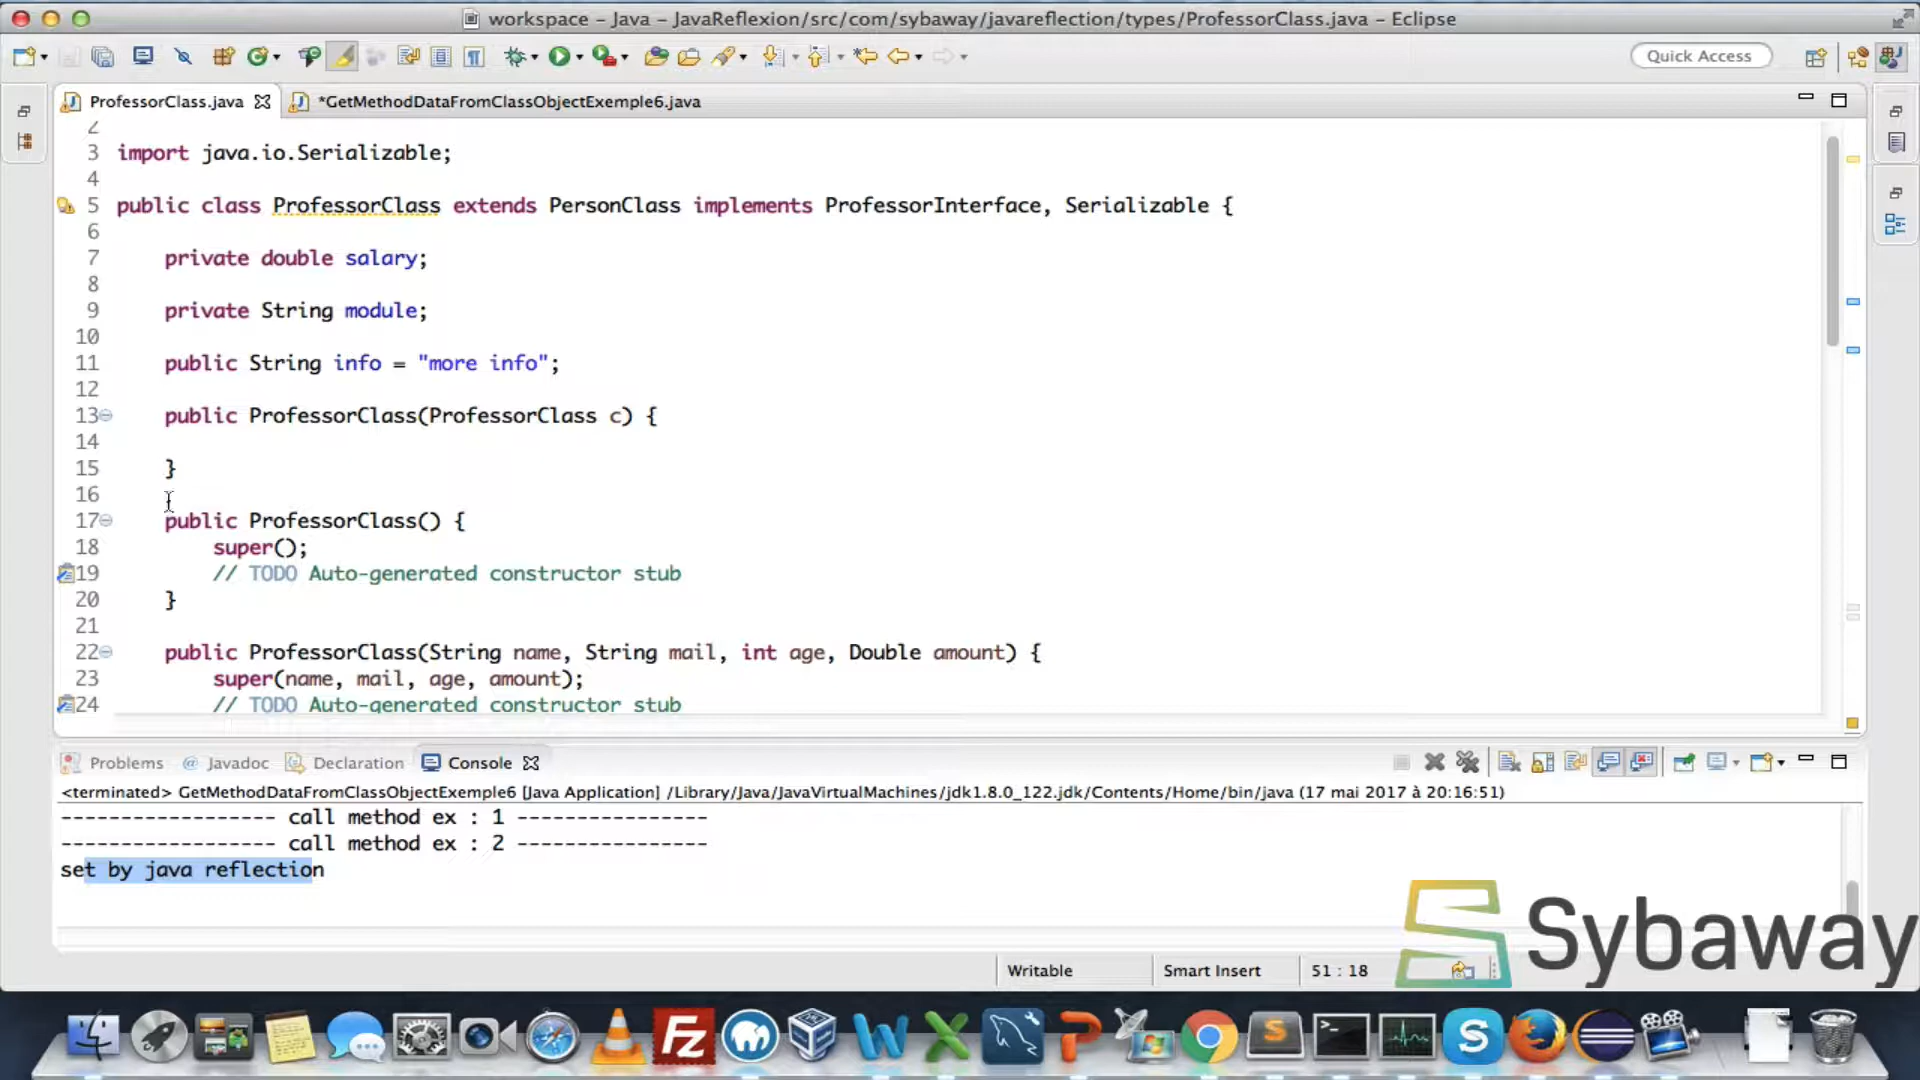 workspace – Java – JavaReflexion/src/com/sybaway/javareflection/types/ProfessorClass.java – Eclipse
Quick Access
ProfessorClass.java
*GetMethodDataFromClassObjectExemple6.java
2
3 import java.io.Serializable;
4
5 public class ProfessorClass extends PersonClass implements ProfessorInterface, Serializable {
6
7 private double salary;
8
9 private String module;
10
11 public String info = "more info";
12
13 public ProfessorClass(ProfessorClass c) {
14
15 }
16
17 public ProfessorClass() {
18 super();
19 // TODO Auto-generated constructor stub
20 }
21
22 public ProfessorClass(String name, String mail, int age, Double amount) {
23 super(name, mail, age, amount);
24 // TODO Auto-generated constructor stub
Problems @ Javadoc Declaration Console
<terminated> GetMethodDataFromClassObjectExemple6 [Java Application] /Library/Java/JavaVirtualMachines/jdk1.8.0_122.jdk/Contents/Home/bin/java (17 mai 2017 à 20:16:51)
------------------ call method ex : 1 ----------------
------------------ call method ex : 2 ----------------
set by java reflection
Sybaway
Writable Smart Insert 51 : 18